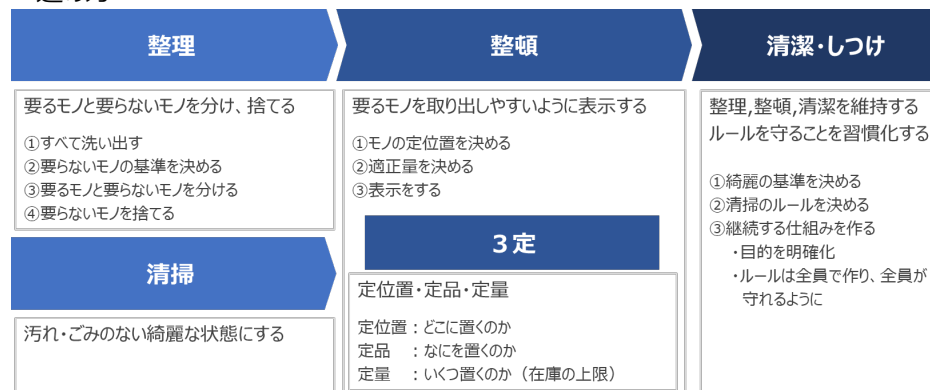 整理
要るモノと要らないモノを分け、捨てる
①すべて洗い出す
②要らないモノの基準を決める
③要るモノと要らないモノを分ける
④要らないモノを捨てる
清掃
汚れ・ごみのない綺麗な状態にする
整頓
要るモノを取り出しやすいように表示する
①モノの定位置を決める
②適正量を決める
③表示をする
３定
定位置・定品・定量
定位置：どこに置くのか
定品　：なにを置くのか
定量　：いくつ置くのか（在庫の上限）
清潔・しつけ
整理,整頓,清潔を維持する
ルールを守ることを習慣化する
①綺麗の基準を決める
②清掃のルールを決める
③継続する仕組みを作る
・目的を明確化
・ルールは全員で作り、全員が
守れるように